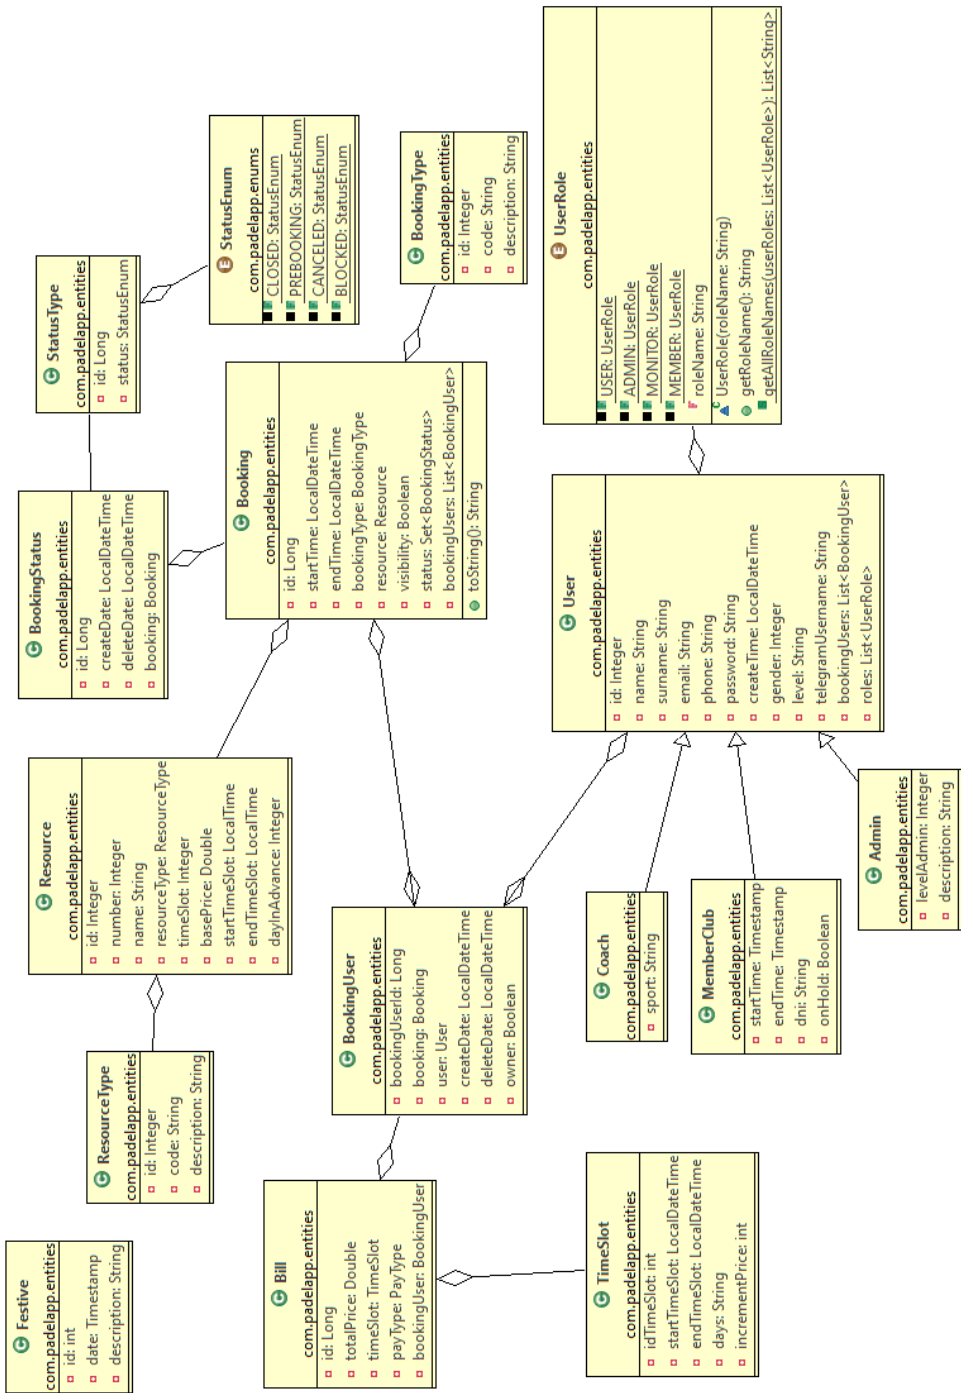 Festive
com.padelapp.entities
id: int
date: Timestamp
description: String
ResourceType
com.padelapp.entities
id: Integer
code: String
description: String
Resource
com.padelapp.entities
id: Integer
number: Integer
name: String
resourceType: ResourceType
timeSlot: Integer
basePrice: Double
startTimeSlot: LocalTime
endTimeSlot: LocalTime
dayInAdvance: Integer
BookingStatus
com.padelapp.entities
id: Long
createDate: LocalDateTime
deleteDate: LocalDateTime
booking: Booking
StatusType
com.padelapp.entities
id: Long
status: StatusEnum
StatusEnum
com.padelapp.enums
CLOSED: StatusEnum
PREBOOKING: StatusEnum
CANCELED: StatusEnum
BLOCKED: StatusEnum
Booking
com.padelapp.entities
id: Long
startTime: LocalDateTime
endTime: LocalDateTime
bookingType: BookingType
resource: Resource
visibility: Boolean
status: Set<BookingStatus>
bookingUsers: List<BookingUser>
toString(): String
BookingType
com.padelapp.entities
id: Integer
code: String
description: String
Bill
com.padelapp.entities
id: Long
totalPrice: Double
timeSlot: TimeSlot
payType: PayType
bookingUser: BookingUser
BookingUser
com.padelapp.entities
bookingUserId: Long
booking: Booking
user: User
createDate: LocalDateTime
deleteDate: LocalDateTime
owner: Boolean
UserRole
com.padelapp.entities
USER: UserRole
ADMIN: UserRole
MONITOR: UserRole
MEMBER: UserRole
roleName: String
UserRole(roleName: String)
getRoleName(): String
getAllRoleNames(userRoles: List<UserRole>): List<String>
User
com.padelapp.entities
id: Integer
name: String
surname: String
email: String
phone: String
password: String
createTime: LocalDateTime
gender: Integer
level: String
telegramUsername: String
bookingUsers: List<BookingUser>
roles: List<UserRole>
TimeSlot
com.padelapp.entities
idTimeSlot: int
startTimeSlot: LocalDateTime
endTimeSlot: LocalDateTime
days: String
incrementPrice: int
Coach
com.padelapp.entities
sport: String
MemberClub
com.padelapp.entities
startTime: Timestamp
endTime: Timestamp
dni: String
onHold: Boolean
Admin
com.padelapp.entities
levelAdmin: Integer
description: String